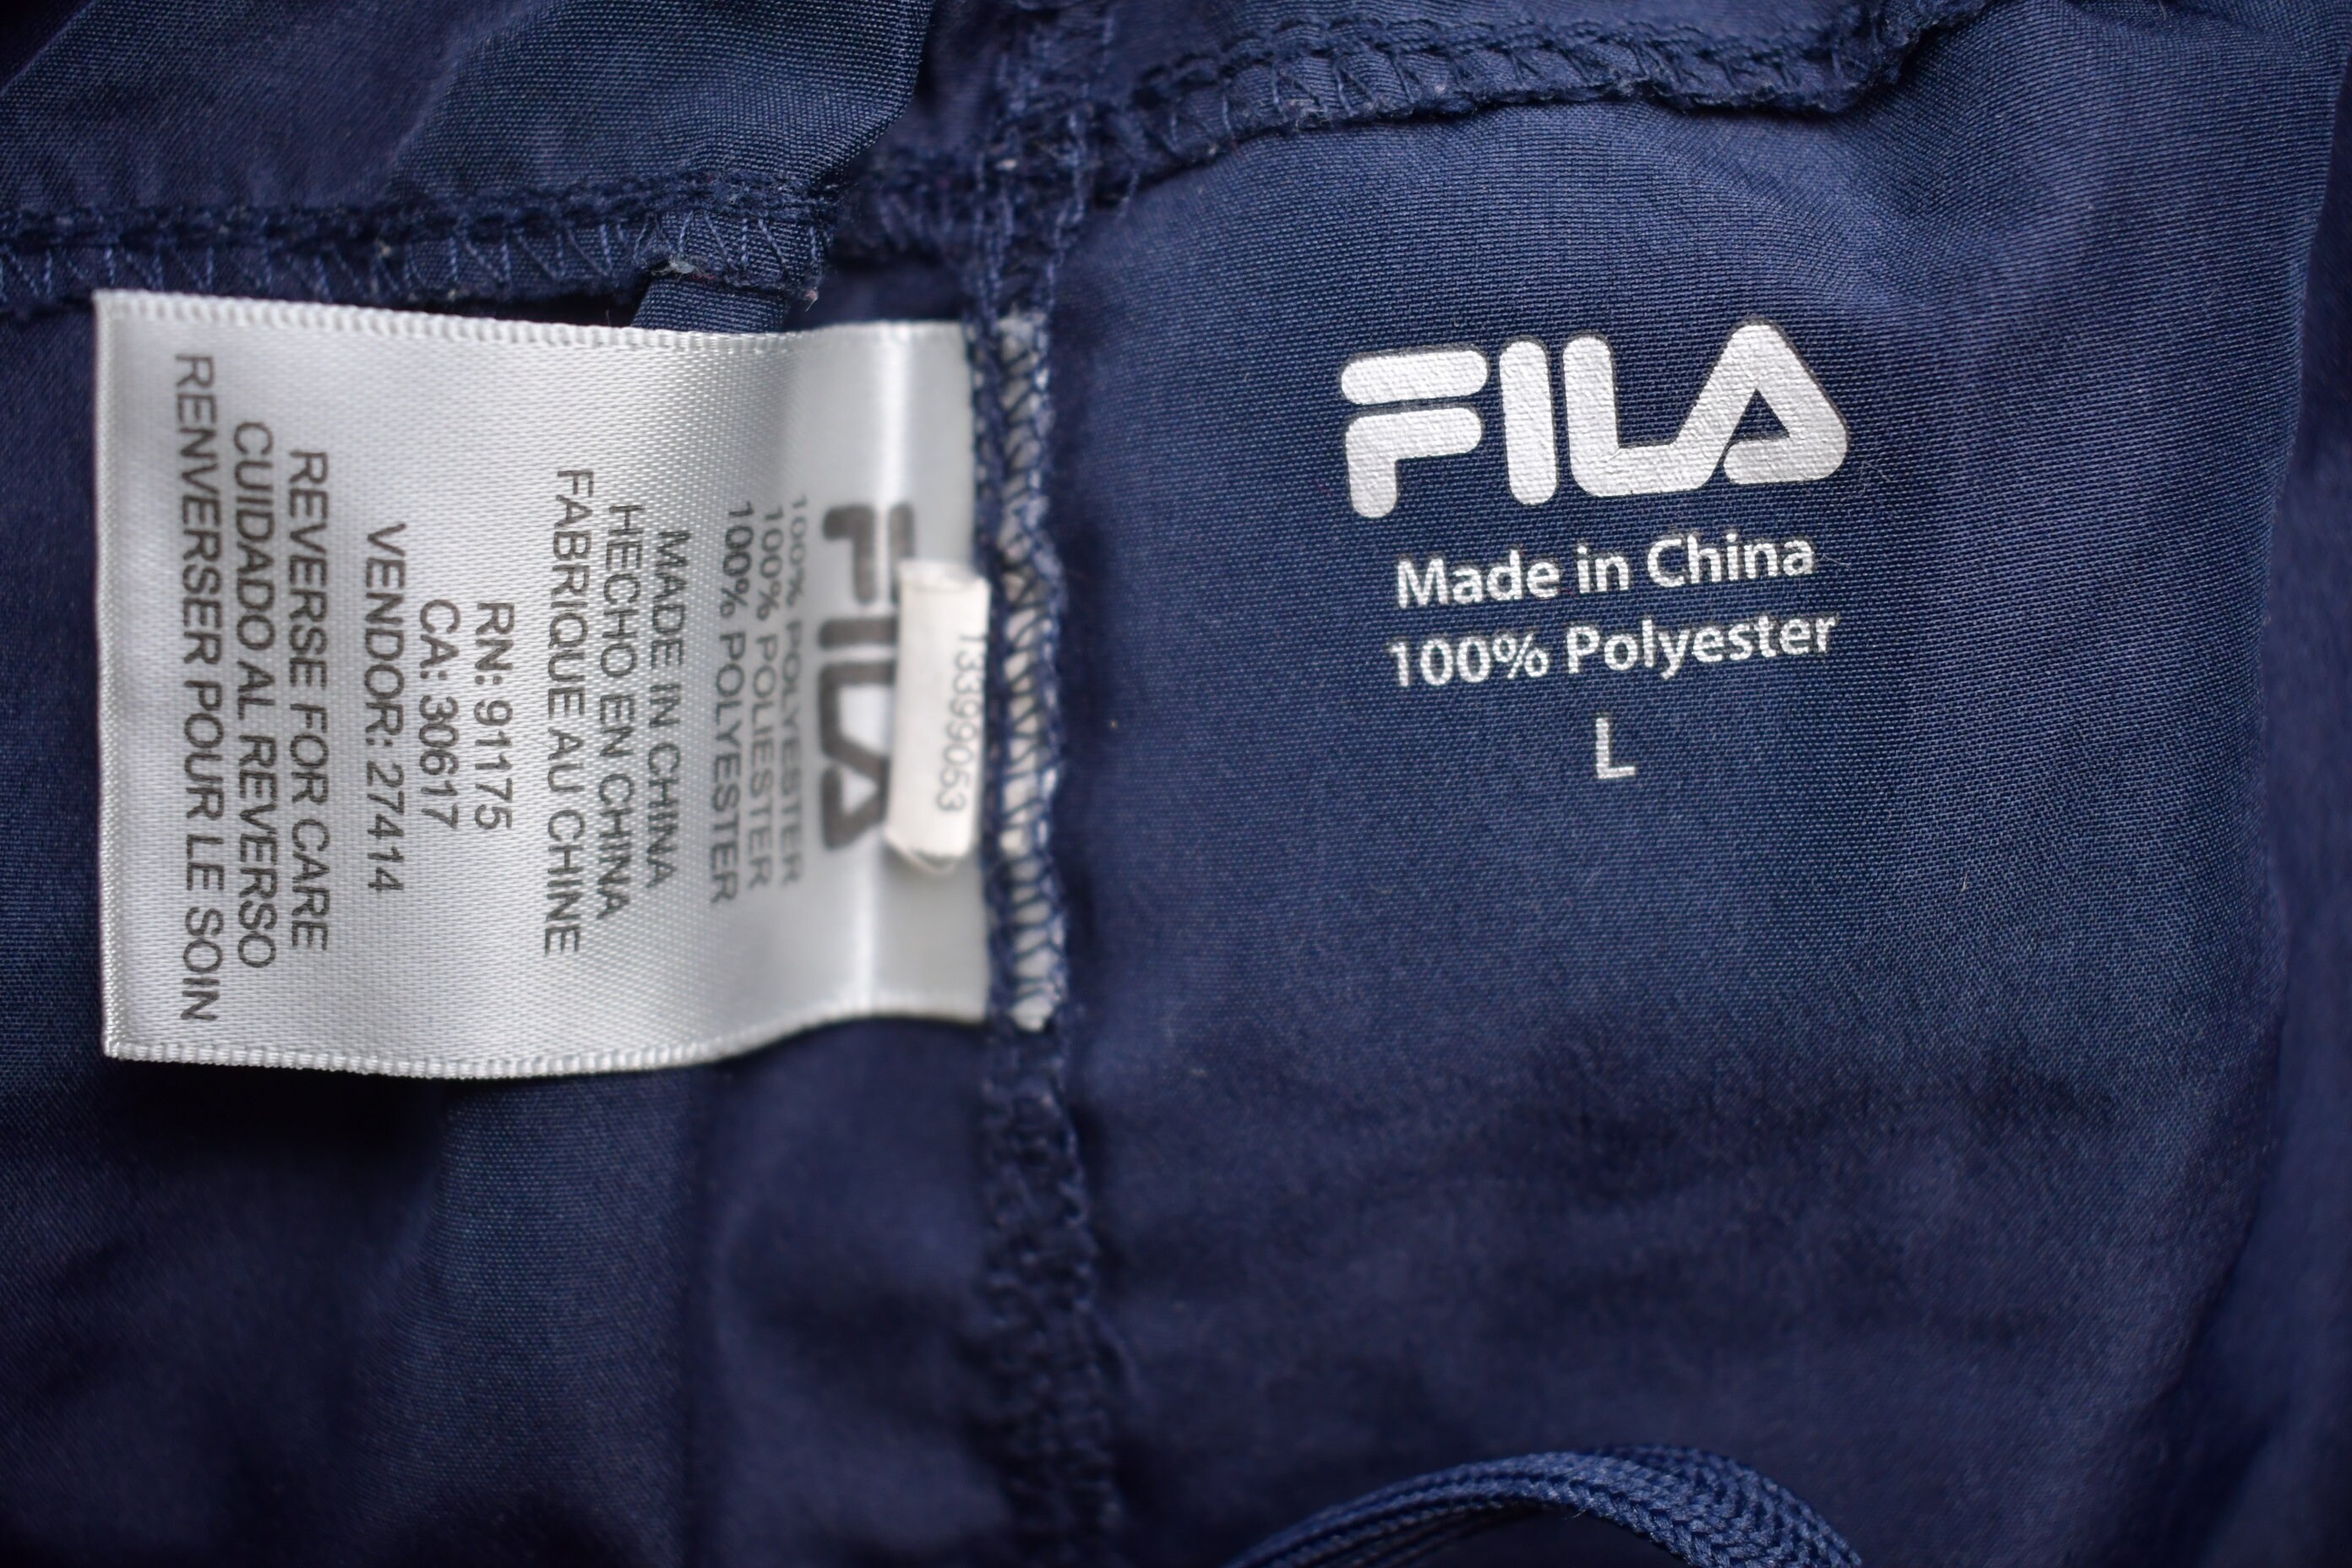 FILA
100% POLYESTER
100% POLIESTER
100% POLYESTER
MADE IN CHINA
HECHO EN CHINA
FABRIQUE AU CHINE
RN: 91175
CA: 30617
VENDOR: 27414
REVERSE FOR CARE
CUIDADO AL REVERSO
RENVERSER POUR LE SOIN
1399063
FILA
Made in China
100% Polyester
L